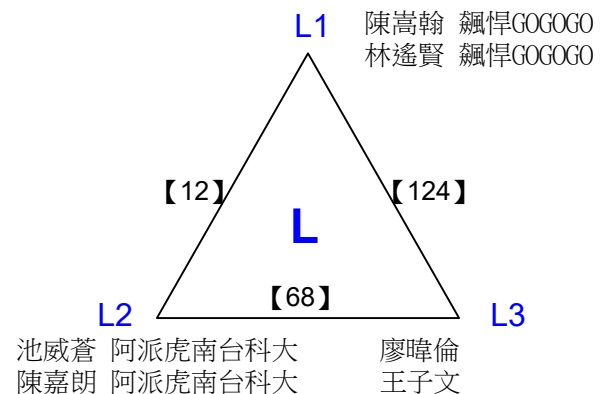 L1
陳嵩翰 飆悍GOGOGO
林遙賢 飆悍GOGOGO
【12】
【124】
L
【68】
L2
L3
池威蒼 阿派虎南台科大
廖暐倫
陳嘉朗 阿派虎南台科大
王子文